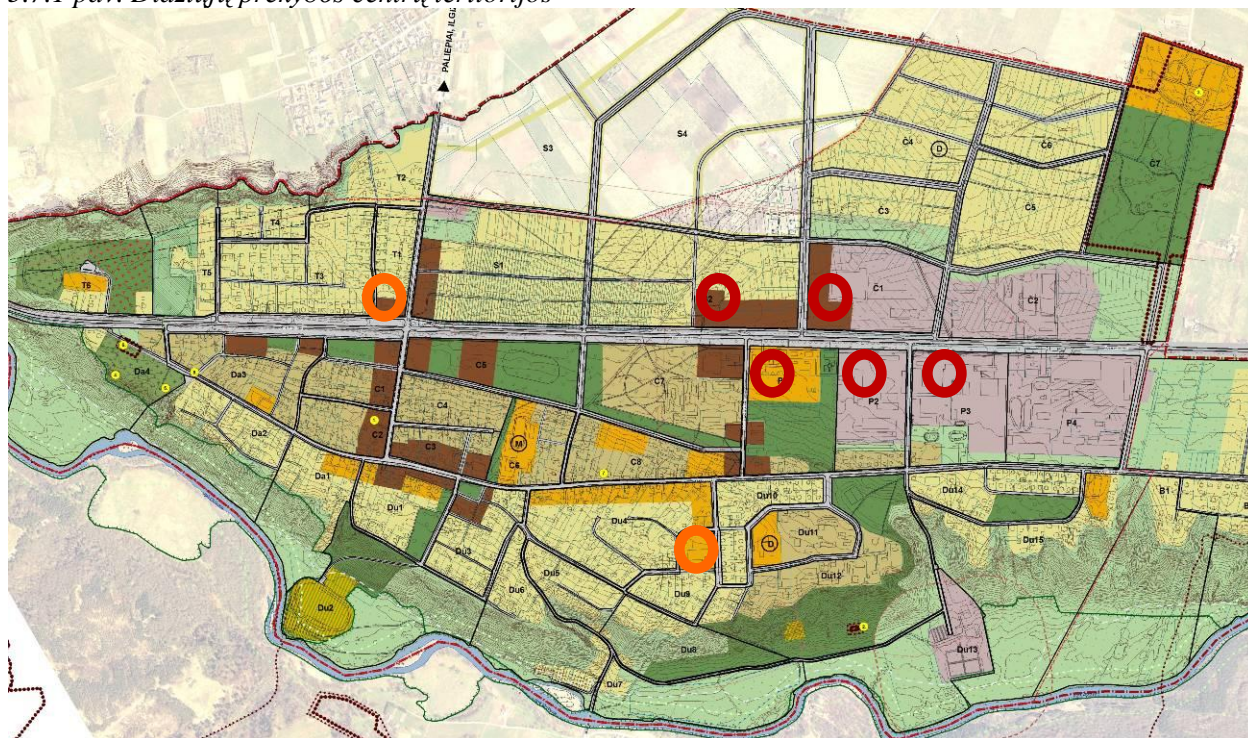 3.7.1 pav. Didžiųjų prekybos centrų teritorijos
PALIEPIAI, ILGI
S3
S4
Č4
D
Č6
Č7
T2
Č3
Č5
T4
T5
T3
T1
S1
T6
Č1
Č2
Da4
Da3
C1
C5
C7
P2
P3
P4
C4
C2
C3
M
C6
C8
Da2
Da1
Du1
Du4
Du10
Du14
B1
Du11
D
Du3
Du5
Du15
Du12
Du6
Du9
Du2
Du8
Du13
Du7